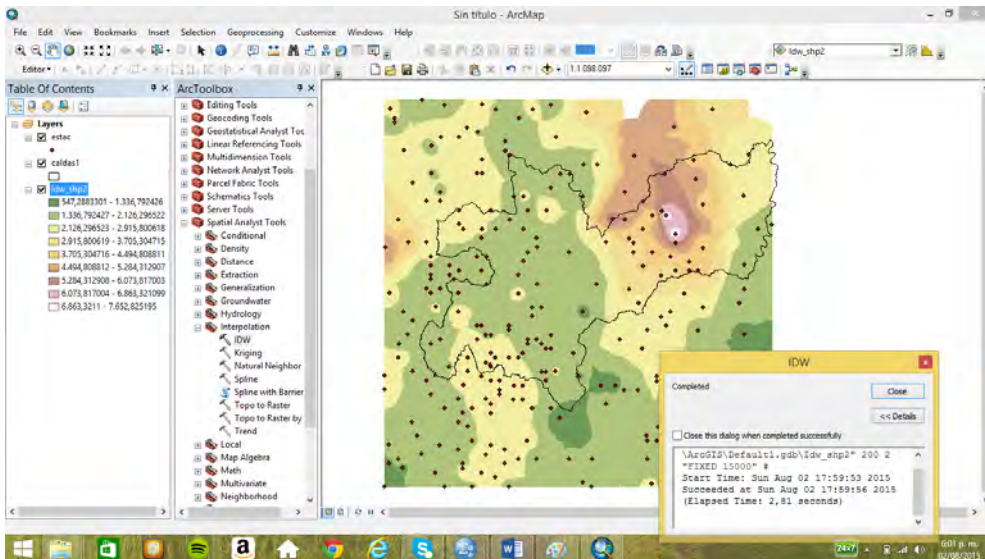 Sin título - ArcMap
File Edit View Bookmarks Insert Selection Geoprocessing Customize Windows Help
Idw_shp2
Editor
1:1.098.097
Table Of Contents
Layers
estac
caldas1
Idw_shp2
547,2883301 - 1.336,792426
1.336,792427 - 2.126,296522
2.126,296523 - 2.915,800618
2.915,800619 - 3.705,304715
3.705,304716 - 4.494,808811
4.494,808812 - 5.284,312907
5.284,312908 - 6.073,817003
6.073,817004 - 6.863,321099
6.863,3211 - 7.652,825195
ArcToolbox
Editing Tools
Geocoding Tools
Geostatistical Analyst Toc
Linear Referencing Tools
Multidimension Tools
Network Analyst Tools
Parcel Fabric Tools
Schematics Tools
Server Tools
Spatial Analyst Tools
Conditional
Density
Distance
Extraction
Generalization
Groundwater
Hydrology
Interpolation
IDW
Kriging
Natural Neighbor
Spline
Spline with Barrier
Topo to Raster
Topo to Raster by
Trend
Local
Map Algebra
Math
Multivariate
Neighborhood
IDW
Completed
Close
<< Details
Close this dialog when completed successfully
\ArcGIS\Default1.gdb\Idw_shp2" 200 2
"FIXED 15000" #
Start Time: Sun Aug 02 17:59:53 2015
Succeeded at Sun Aug 02 17:59:56 2015
(Elapsed Time: 2,81 seconds)
24x7
6:01 p. m.
02/08/2015